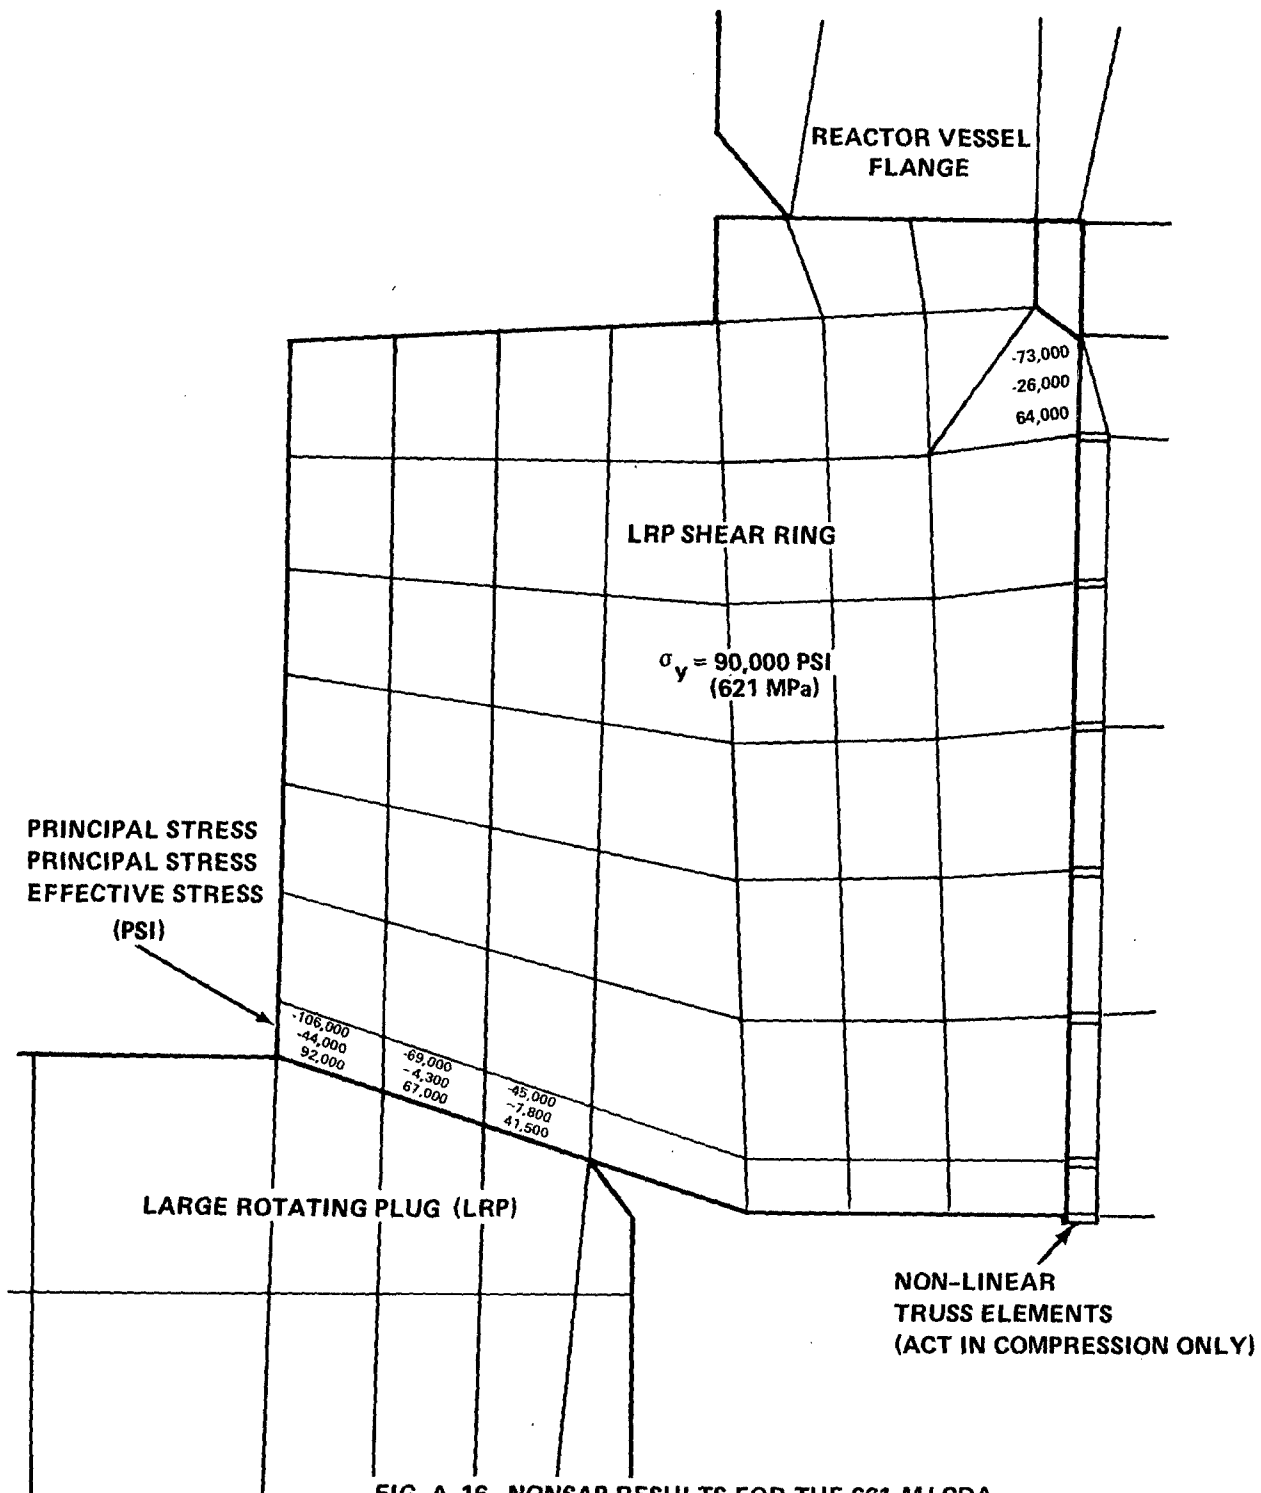 REACTOR VESSEL
FLANGE
-73,000
-26,000
64,000
LRP SHEAR RING
σy = 90,000 PSI
(621 MPa)
PRINCIPAL STRESS
PRINCIPAL STRESS
EFFECTIVE STRESS
(PSI)
-106,000
-44,000
92,000
-69,000
-4,300
67,000
-45,000
-7,800
41,500
LARGE ROTATING PLUG (LRP)
NON-LINEAR
TRUSS ELEMENTS
(ACT IN COMPRESSION ONLY)
FIG. A-16 NONSAP RESULTS FOR THE 661 MJ